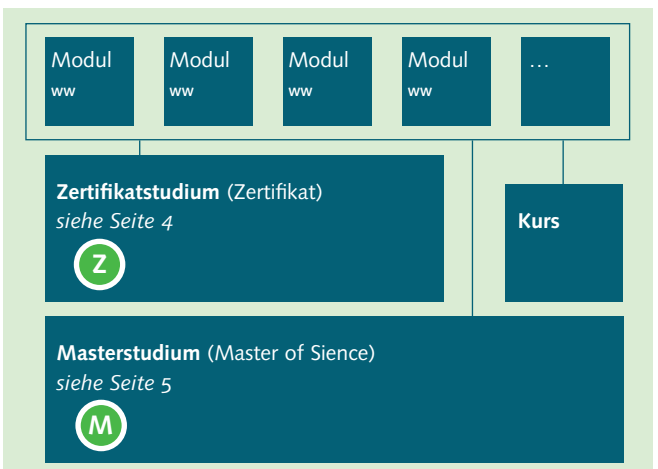 Modul Modul Modul Modul ...
ww ww ww ww
Zertifikatstudium (Zertifikat)
siehe Seite 4
Z
Kurs
Masterstudium (Master of Sience)
siehe Seite 5
M